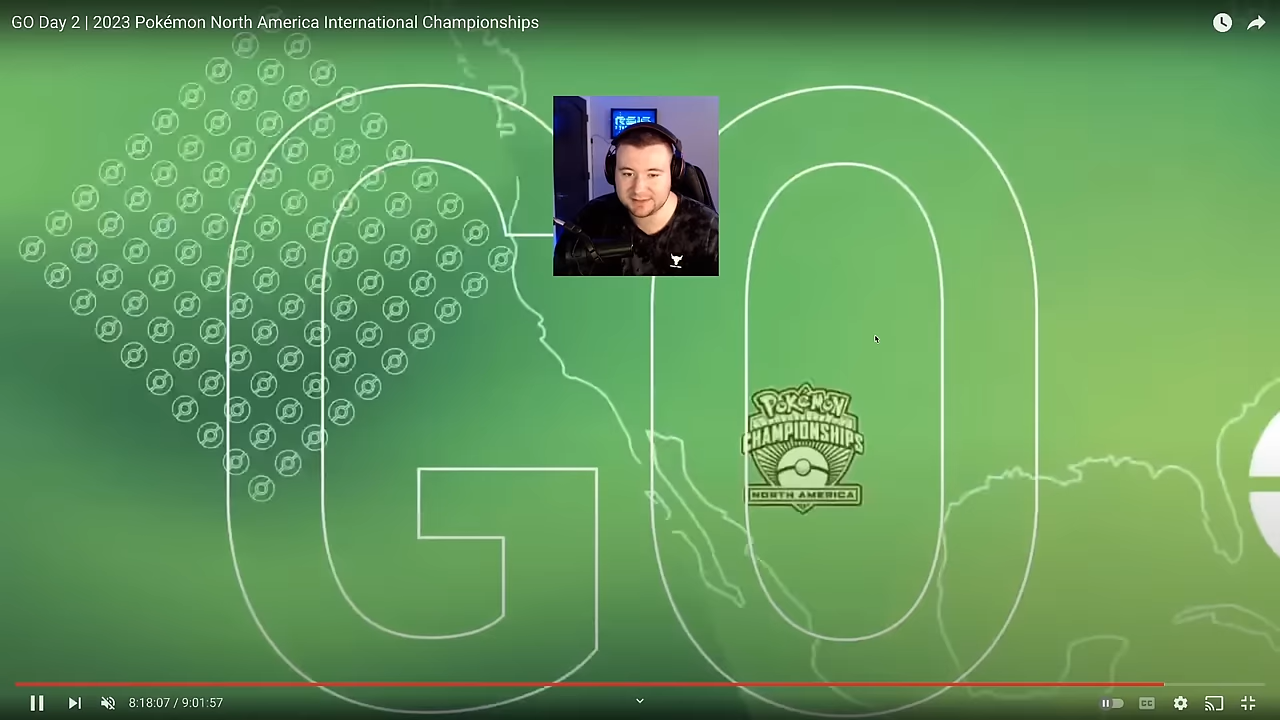 GO Day 2 | 2023 Pokémon North America International Championships
GO
POKéMON
CHAMPIONSHIPS
NORTH AMERICA
8:18:07 / 9:01:57
CC